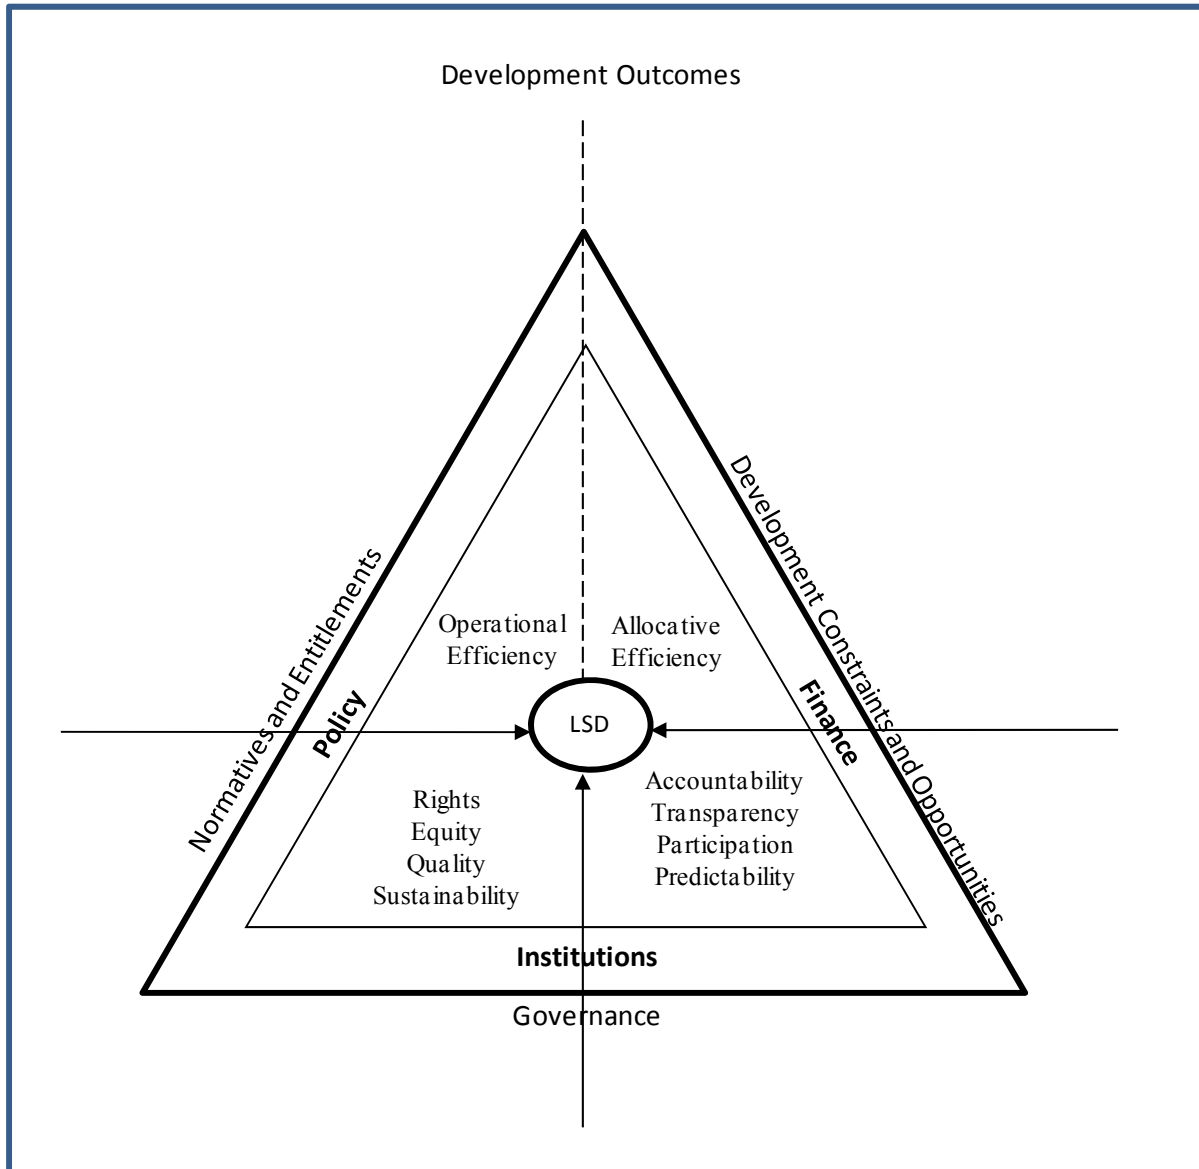 Development Outcomes
Normatives and Entitlements
Development Constraints and Opportunities
Operational
Efficiency
Allocative
Efficiency
Policy
LSD
Finance
Rights
Equity
Quality
Sustainability
Accountability
Transparency
Participation
Predictability
Institutions
Governance